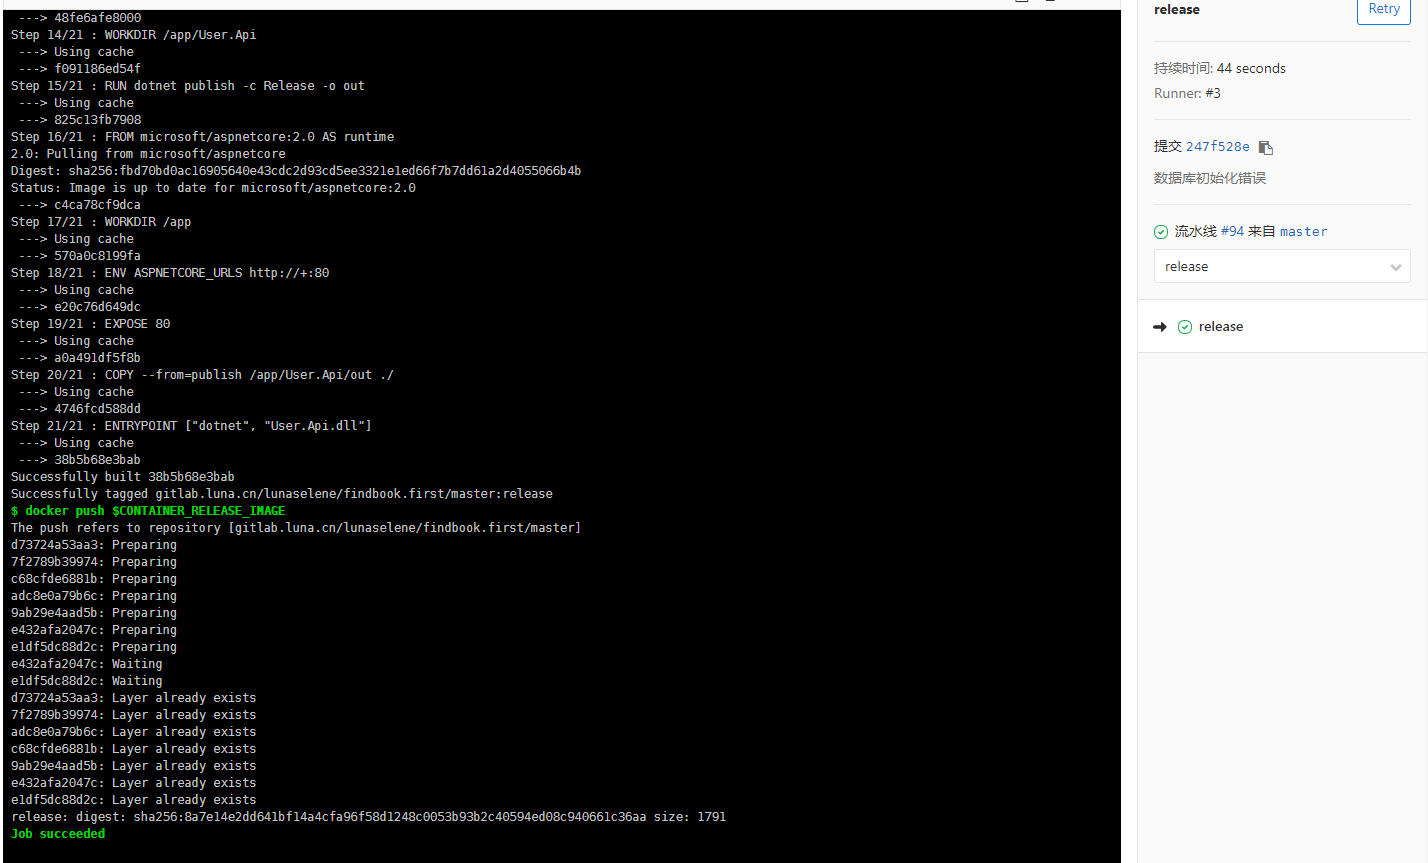 ---> 48fe6afe8000
Step 14/21 : WORKDIR /app/User.Api
 ---> Using cache
 ---> f091186ed54f
Step 15/21 : RUN dotnet publish -c Release -o out
 ---> Using cache
 ---> 825c13fb7908
Step 16/21 : FROM microsoft/aspnetcore:2.0 AS runtime
2.0: Pulling from microsoft/aspnetcore
Digest: sha256:fbd70bd0ac16905640e43cdc2d93cd5ee3321e1ed66f7b7dd61a2d4055066b4b
Status: Image is up to date for microsoft/aspnetcore:2.0
 ---> c4ca78cf9dca
Step 17/21 : WORKDIR /app
 ---> Using cache
 ---> 570a0c8199fa
Step 18/21 : ENV ASPNETCORE_URLS http://+:80
 ---> Using cache
 ---> e20c76d649dc
Step 19/21 : EXPOSE 80
 ---> Using cache
 ---> a0a491df5f8b
Step 20/21 : COPY --from=publish /app/User.Api/out ./
 ---> Using cache
 ---> 4746fcd588dd
Step 21/21 : ENTRYPOINT ["dotnet", "User.Api.dll"]
 ---> Using cache
 ---> 38b5b68e3bab
Successfully built 38b5b68e3bab
Successfully tagged gitlab.luna.cn/lunaselene/findbook.first/master:release
$ docker push $CONTAINER_RELEASE_IMAGE
The push refers to repository [gitlab.luna.cn/lunaselene/findbook.first/master]
d73724a53aa3: Preparing
7f2789b39974: Preparing
c68cfde6881b: Preparing
adc8e0a79b6c: Preparing
9ab29e4aad5b: Preparing
e432afa2047c: Preparing
e1df5dc88d2c: Preparing
e432afa2047c: Waiting
e1df5dc88d2c: Waiting
d73724a53aa3: Layer already exists
7f2789b39974: Layer already exists
adc8e0a79b6c: Layer already exists
c68cfde6881b: Layer already exists
9ab29e4aad5b: Layer already exists
e432afa2047c: Layer already exists
e1df5dc88d2c: Layer already exists
release: digest: sha256:8a7e14e2dd641bf14a4cfa96f58d1248c0053b93b2c40594ed08c940661c36aa size: 1791
Job succeeded
release Retry
持续时间: 44 seconds
Runner: #3
提交 247f528e
数据库初始化错误
流水线 #94 来自 master
release
release